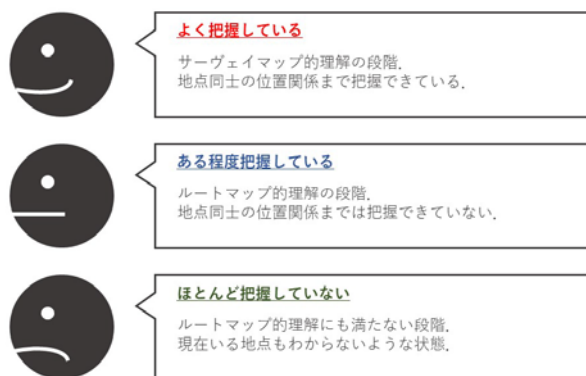 よく把握している
サーヴェイマップ的理解の段階.
地点同士の位置関係まで把握できている.
ある程度把握している
ルートマップ的理解の段階.
地点同士の位置関係までは把握できていない.
ほとんど把握していない
ルートマップ的理解にも満たない段階.
現在いる地点もわからないような状態.